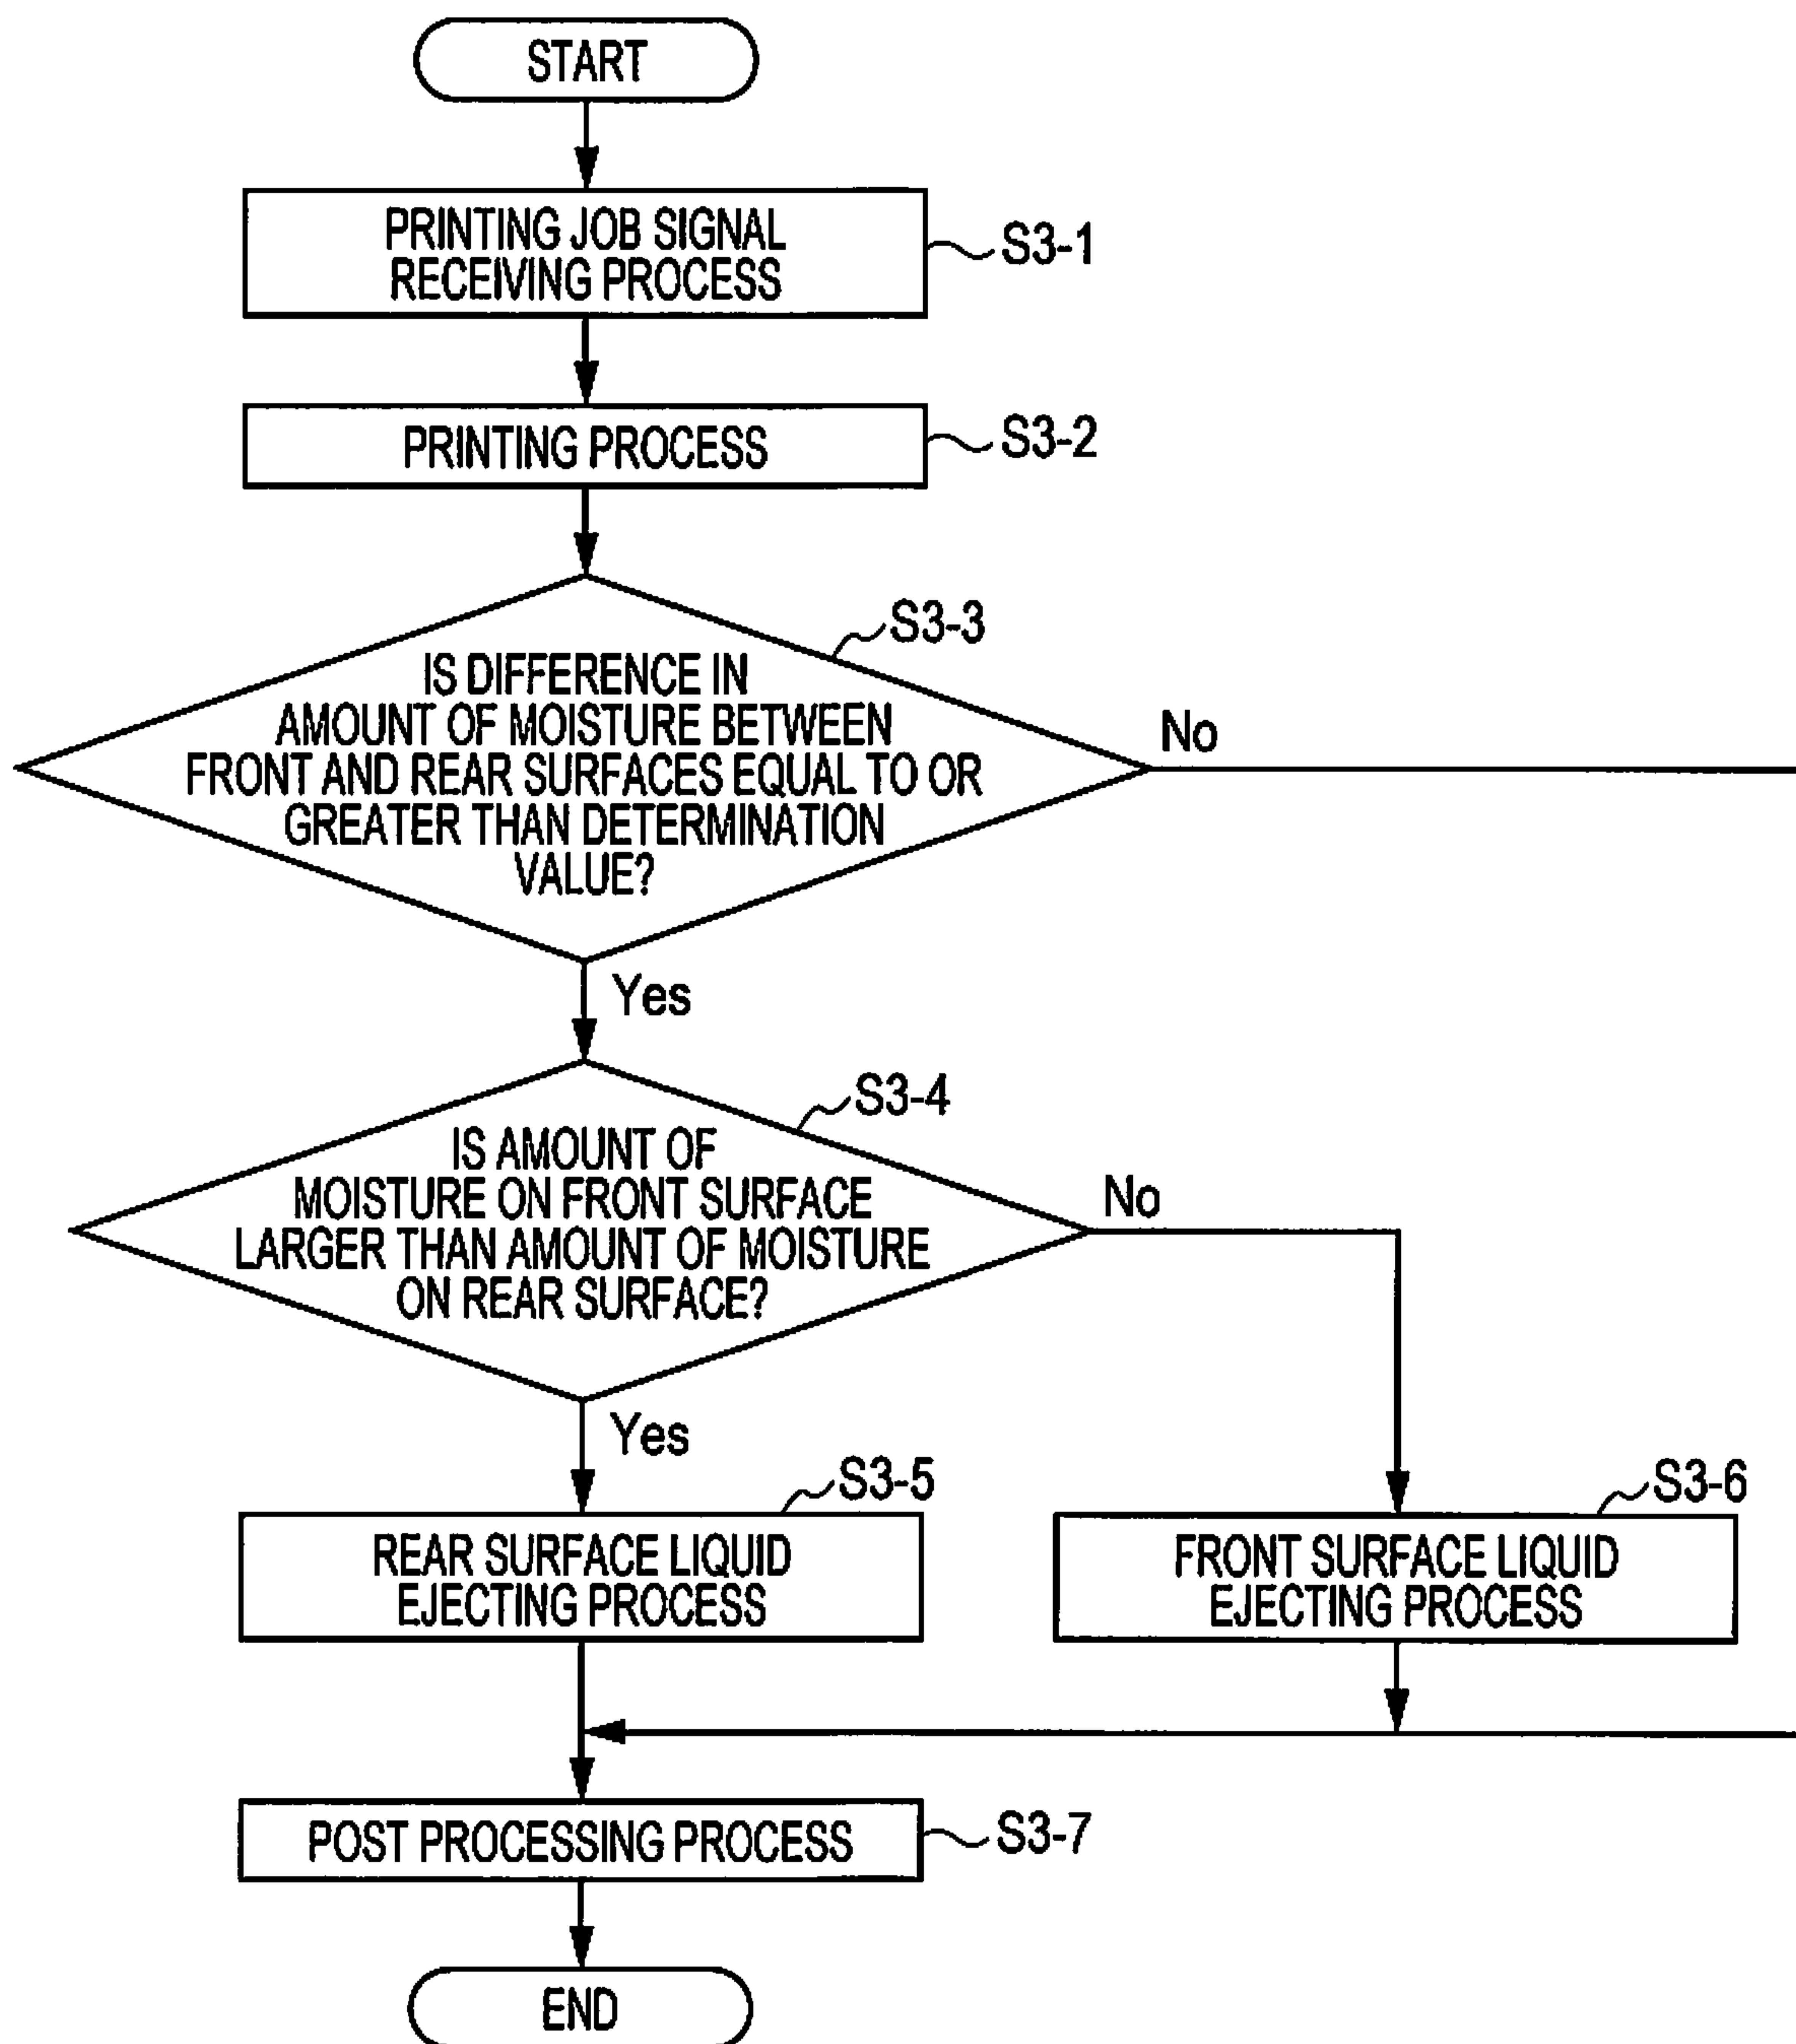 START
PRINTING JOB SIGNAL
RECEIVING PROCESS
S3-1
PRINTING PROCESS
S3-2
S3-3
IS DIFFERENCE IN
AMOUNT OF MOISTURE BETWEEN
FRONT AND REAR SURFACES EQUAL TO OR
GREATER THAN DETERMINATION
VALUE?
No
Yes
S3-4
IS AMOUNT OF
MOISTURE ON FRONT SURFACE
LARGER THAN AMOUNT OF MOISTURE
ON REAR SURFACE?
No
Yes
S3-5
REAR SURFACE LIQUID
EJECTING PROCESS
S3-6
FRONT SURFACE LIQUID
EJECTING PROCESS
POST PROCESSING PROCESS
S3-7
END